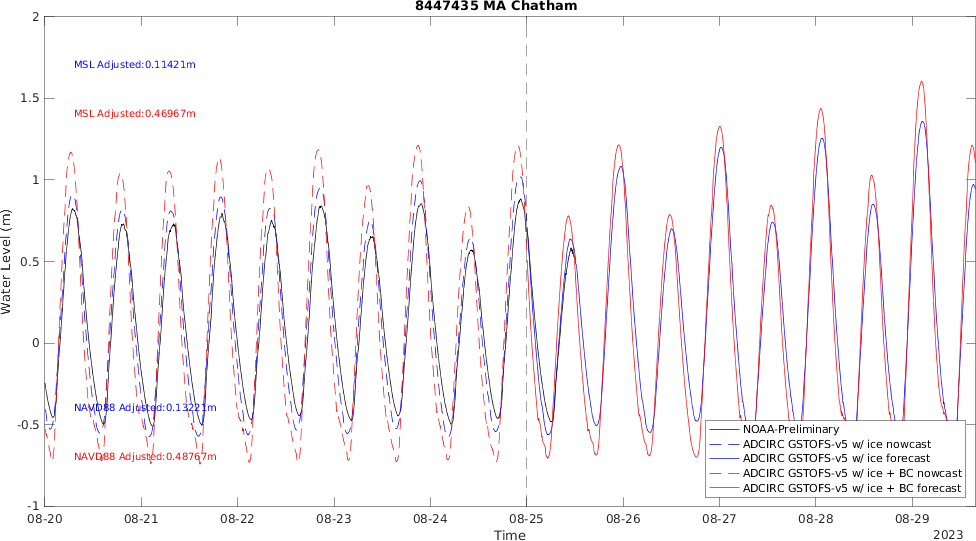 8447435 MA Chatham
2
1.5
1
0.5
0
-0.5
-1
Water Level (m)
MSL Adjusted:0.11421m
MSL Adjusted:0.46967m
NAVD88 Adjusted:0.13221m
NAVD88 Adjusted:0.48767m
NOAA-Preliminary
ADCIRC GSTOFS-v5 w/ ice nowcast
ADCIRC GSTOFS-v5 w/ ice forecast
ADCIRC GSTOFS-v5 w/ ice + BC nowcast
ADCIRC GSTOFS-v5 w/ ice + BC forecast
08-20 08-21 08-22 08-23 08-24 08-25 08-26 08-27 08-28 08-29
Time
2023